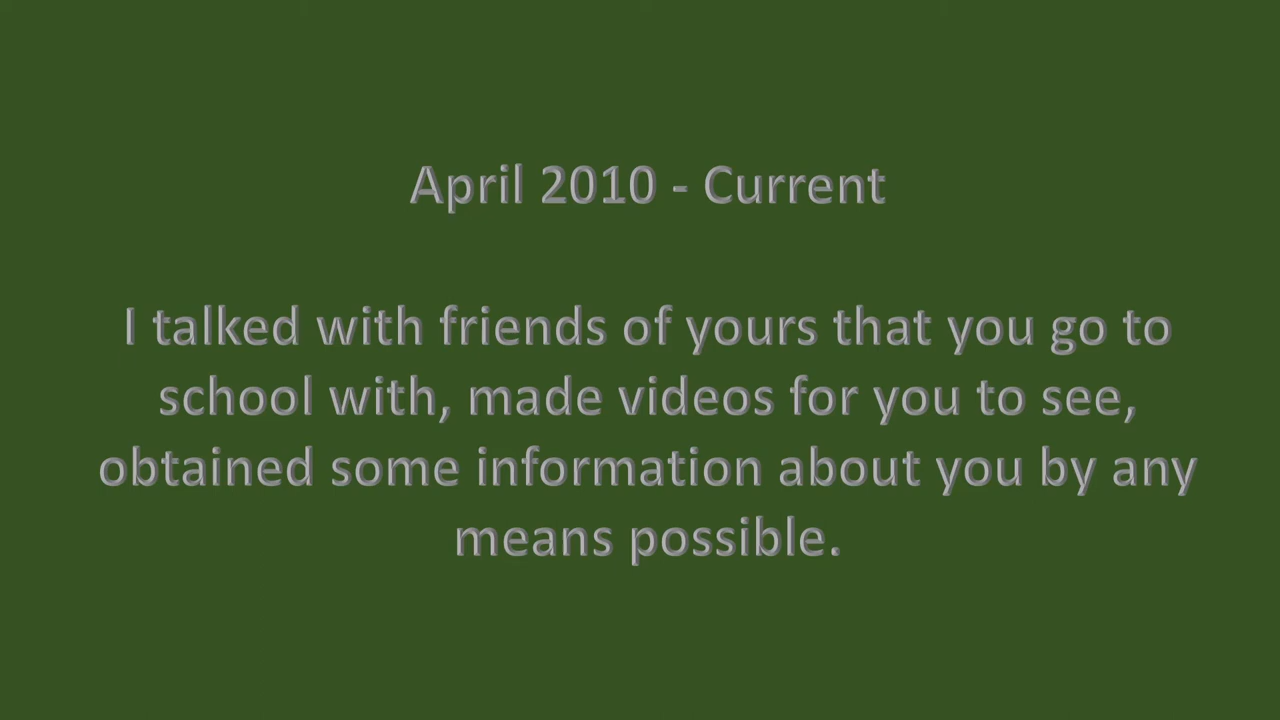 April 2010 - Current
I talked with friends of yours that you go to
school with, made videos for you to see,
obtained some information about you by any
means possible.